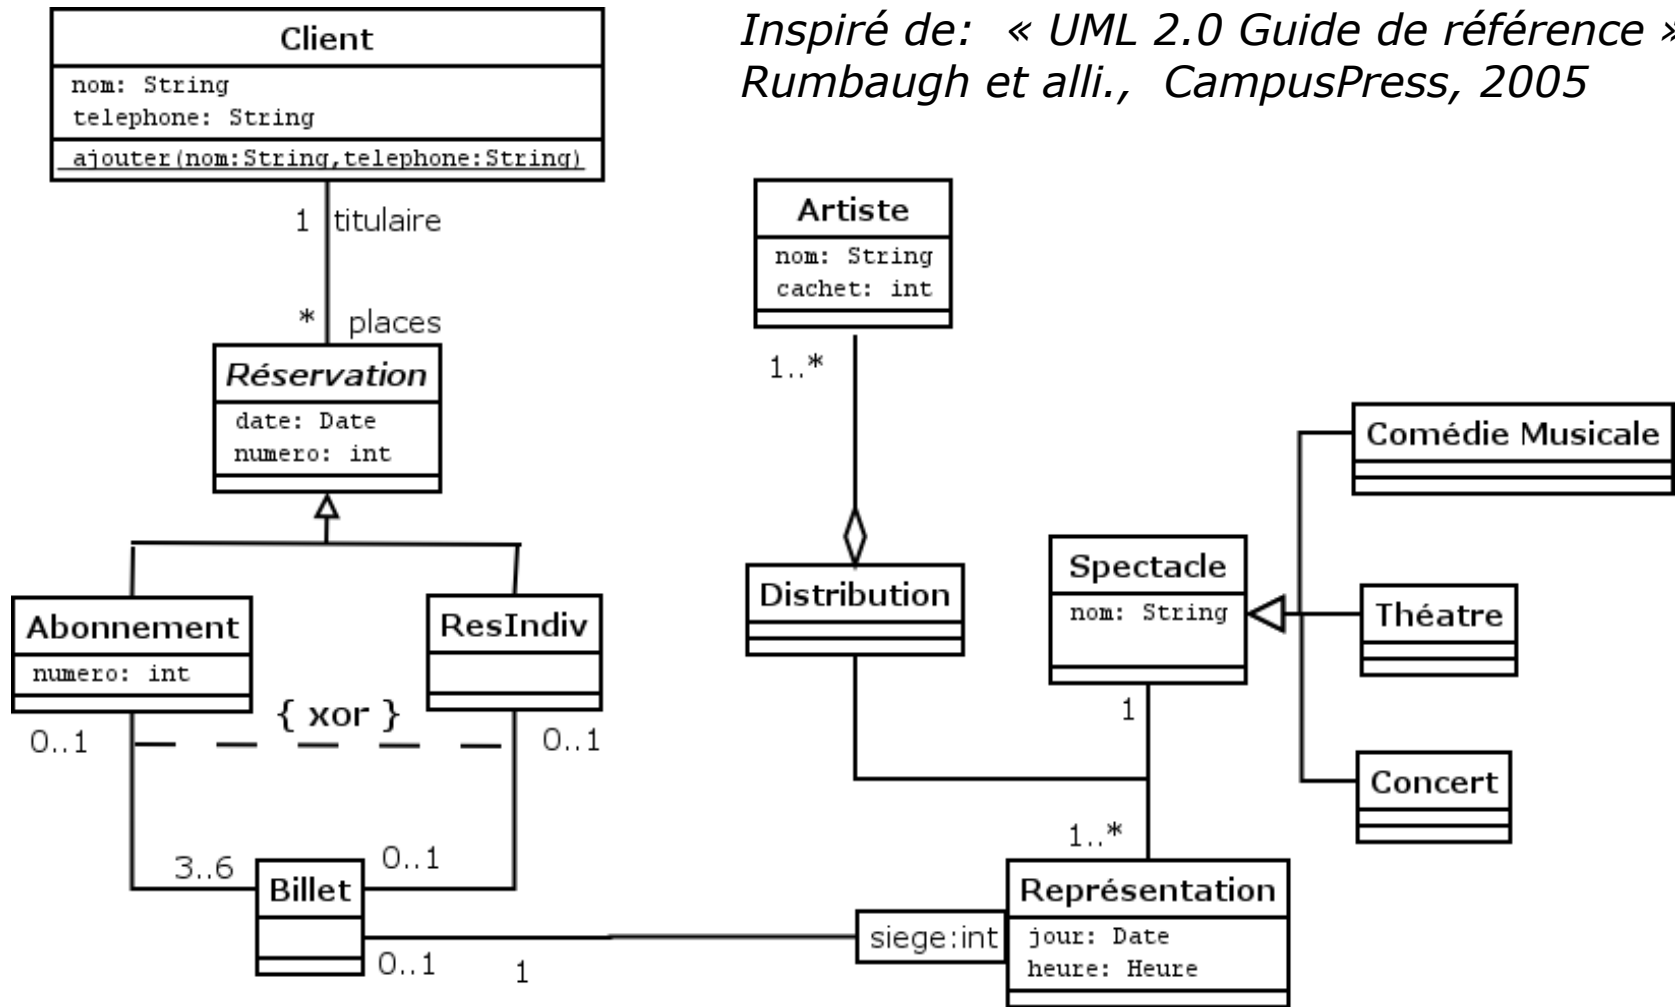 Inspiré de: « UML 2.0 Guide de référence »
Rumbaugh et alli., CampusPress, 2005
Client
nom: String
telephone: String
ajouter(nom:String,telephone:String)
1 titulaire
* places
Réservation
date: Date
numero: int
Abonnement
numero: int
ResIndiv
{ xor }
0..1
0..1
3..6
0..1
Billet
0..1
1
siege:int
Artiste
nom: String
cachet: int
1..*
Distribution
Spectacle
nom: String
1
1..*
Représentation
jour: Date
heure: Heure
Comédie Musicale
Théatre
Concert